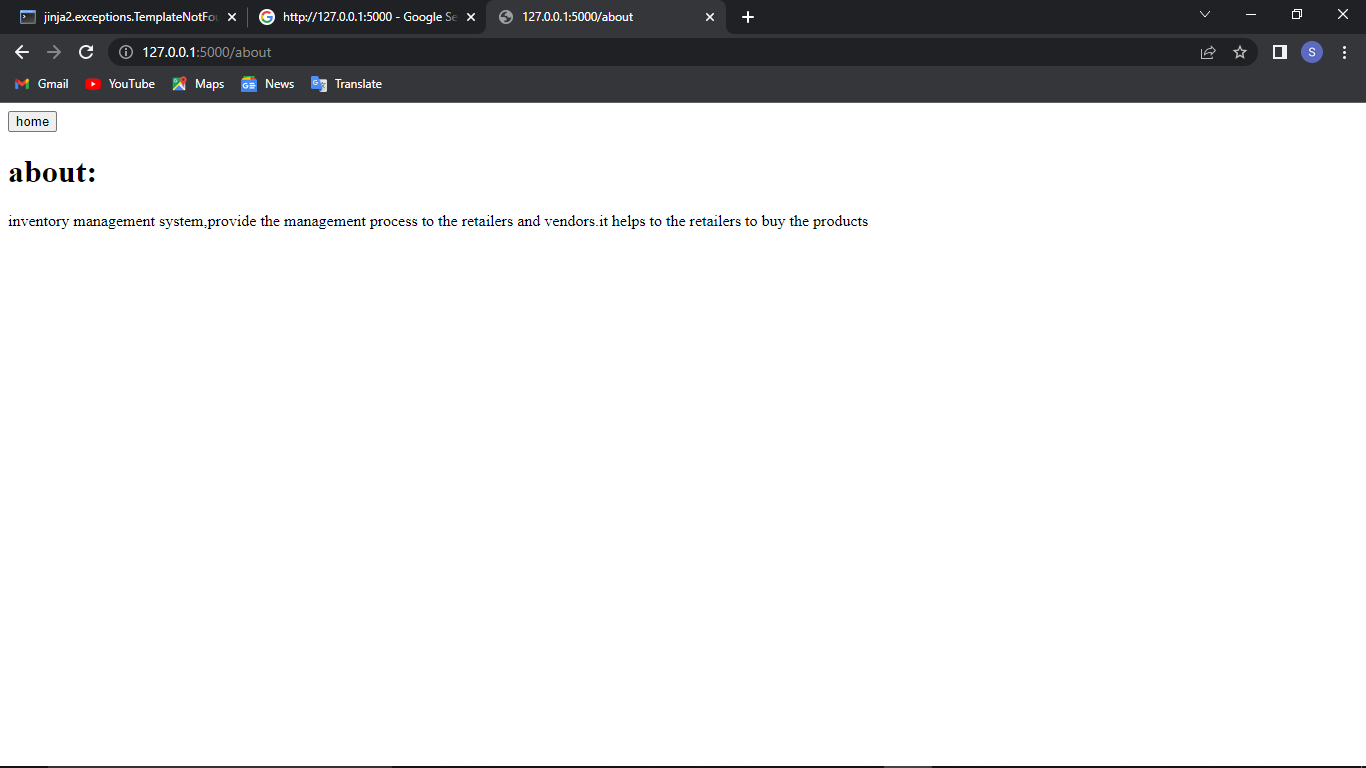 jinja2.exceptions.TemplateNotFou
http://127.0.0.1:5000 - Google Se
127.0.0.1:5000/about
127.0.0.1:5000/about
S
Gmail
YouTube
Maps
News
Translate
home
about:
inventory management system,provide the management process to the retailers and vendors.it helps to the retailers to buy the products